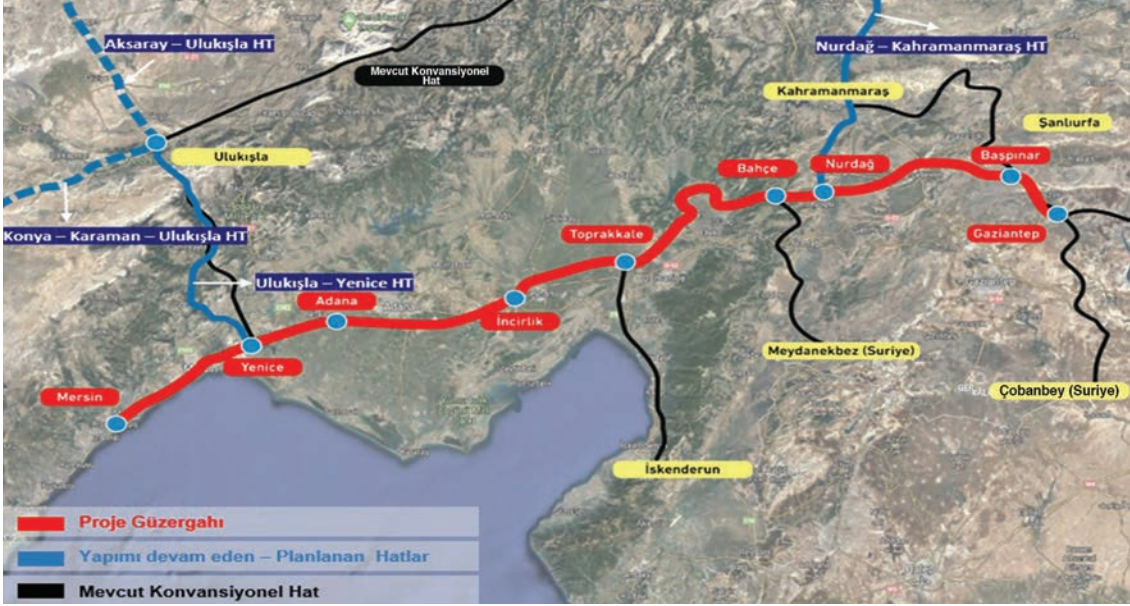 Aksaray – Ulukışla HT
Nurdağ – Kahramanmaraş HT
Mevcut Konvansiyonel
Hat
Kahramanmaraş
Şanlıurfa
Ulukışla
Başpınar
Bahçe
Nurdağ
Konya – Karaman – Ulukışla HT
Toprakkale
Gaziantep
Ulukışla – Yenice HT
Adana
İncirlik
Yenice
Meydanekbez (Suriye)
Mersin
Çobanbey (Suriye)
İskenderun
Proje Güzergahı
Yapımı devam eden – Planlanan Hatlar
Mevcut Konvansiyonel Hat